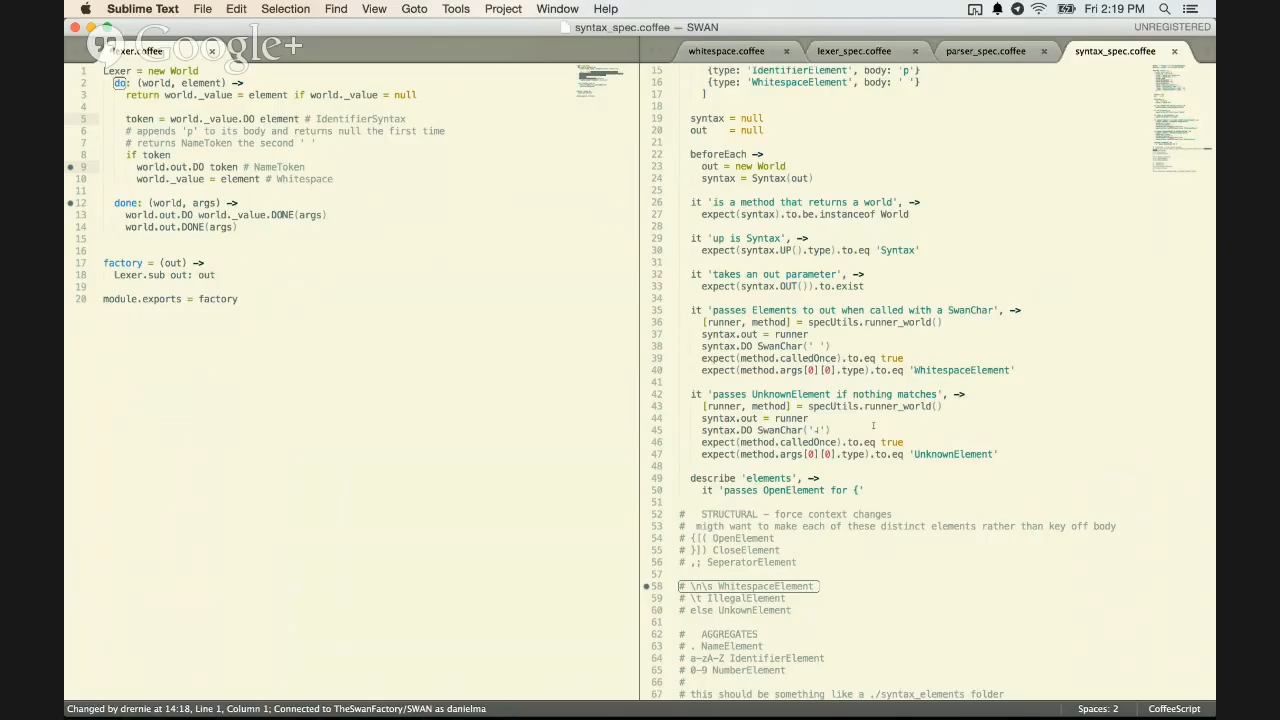 Sublime Text File Edit Selection Find View Goto Tools Project Window Help Fri 2:19 PM
syntax_spec.coffee — SWAN UNREGISTERED
Google+
lexer.coffee
whitespace.coffee lexer_spec.coffee parser_spec.coffee syntax_spec.coffee
1 Lexer = new World
2 do: (world, element) ->
3 return world._value = element if world._value = null
4
5 token = world._value.DO element # IdentifierSyntax
6 # appends 'p' to its body and returns null the first time
7 # returns NameToken the second
8 if token
9 world.out.DO token # NameToken
10 world._value = element # Whitespace
11
12 done: (world, args) ->
13 world.out.DO world._value.DONE(args)
14 world.out.DONE(args)
15
16
17 factory = (out) ->
18 Lexer.sub out: out
19
20 module.exports = factory
15 {type: 'IdentifierElement', body: 'p'}
16 {type: 'WhitespaceElement', body: ' '}
17 ]
18
19 syntax = null
20 out = null
21
22 beforeEach ->
23 out = new World
24 syntax = Syntax(out)
25
26 it 'is a method that returns a world', ->
27 expect(syntax).to.be.instanceof World
28
29 it 'up is Syntax', ->
30 expect(syntax.UP().type).to.eq 'Syntax'
31
32 it 'takes an out parameter', ->
33 expect(syntax.OUT()).to.exist
34
35 it 'passes Elements to out when called with a SwanChar', ->
36 [runner, method] = specUtils.runner_world()
37 syntax.out = runner
38 syntax.DO SwanChar(' ')
39 expect(method.calledOnce).to.eq true
40 expect(method.args[0][0].type).to.eq 'WhitespaceElement'
41
42 it 'passes UnknownElement if nothing matches', ->
43 [runner, method] = specUtils.runner_world()
44 syntax.out = runner
45 syntax.DO SwanChar('˧')
46 expect(method.calledOnce).to.eq true
47 expect(method.args[0][0].type).to.eq 'UnknownElement'
48
49 describe 'elements', ->
50 it 'passes OpenElement for {'
51
52 # STRUCTURAL - force context changes
53 # migth want to make each of these distinct elements rather than key off body
54 # {[( OpenElement
55 # }]) CloseElement
56 # ,; SeperatorElement
57
58 # \n\s WhitespaceElement
59 # \t IllegalElement
60 # else UnkownElement
61
62 # AGGREGATES
63 # . NameElement
64 # a-zA-Z IdentifierElement
65 # 0-9 NumberElement
66 #
67 # this should be something like a ./syntax_elements folder
Changed by drernie at 14:18, Line 1, Column 1; Connected to TheSwanFactory/SWAN as danielma Spaces: 2 CoffeeScript